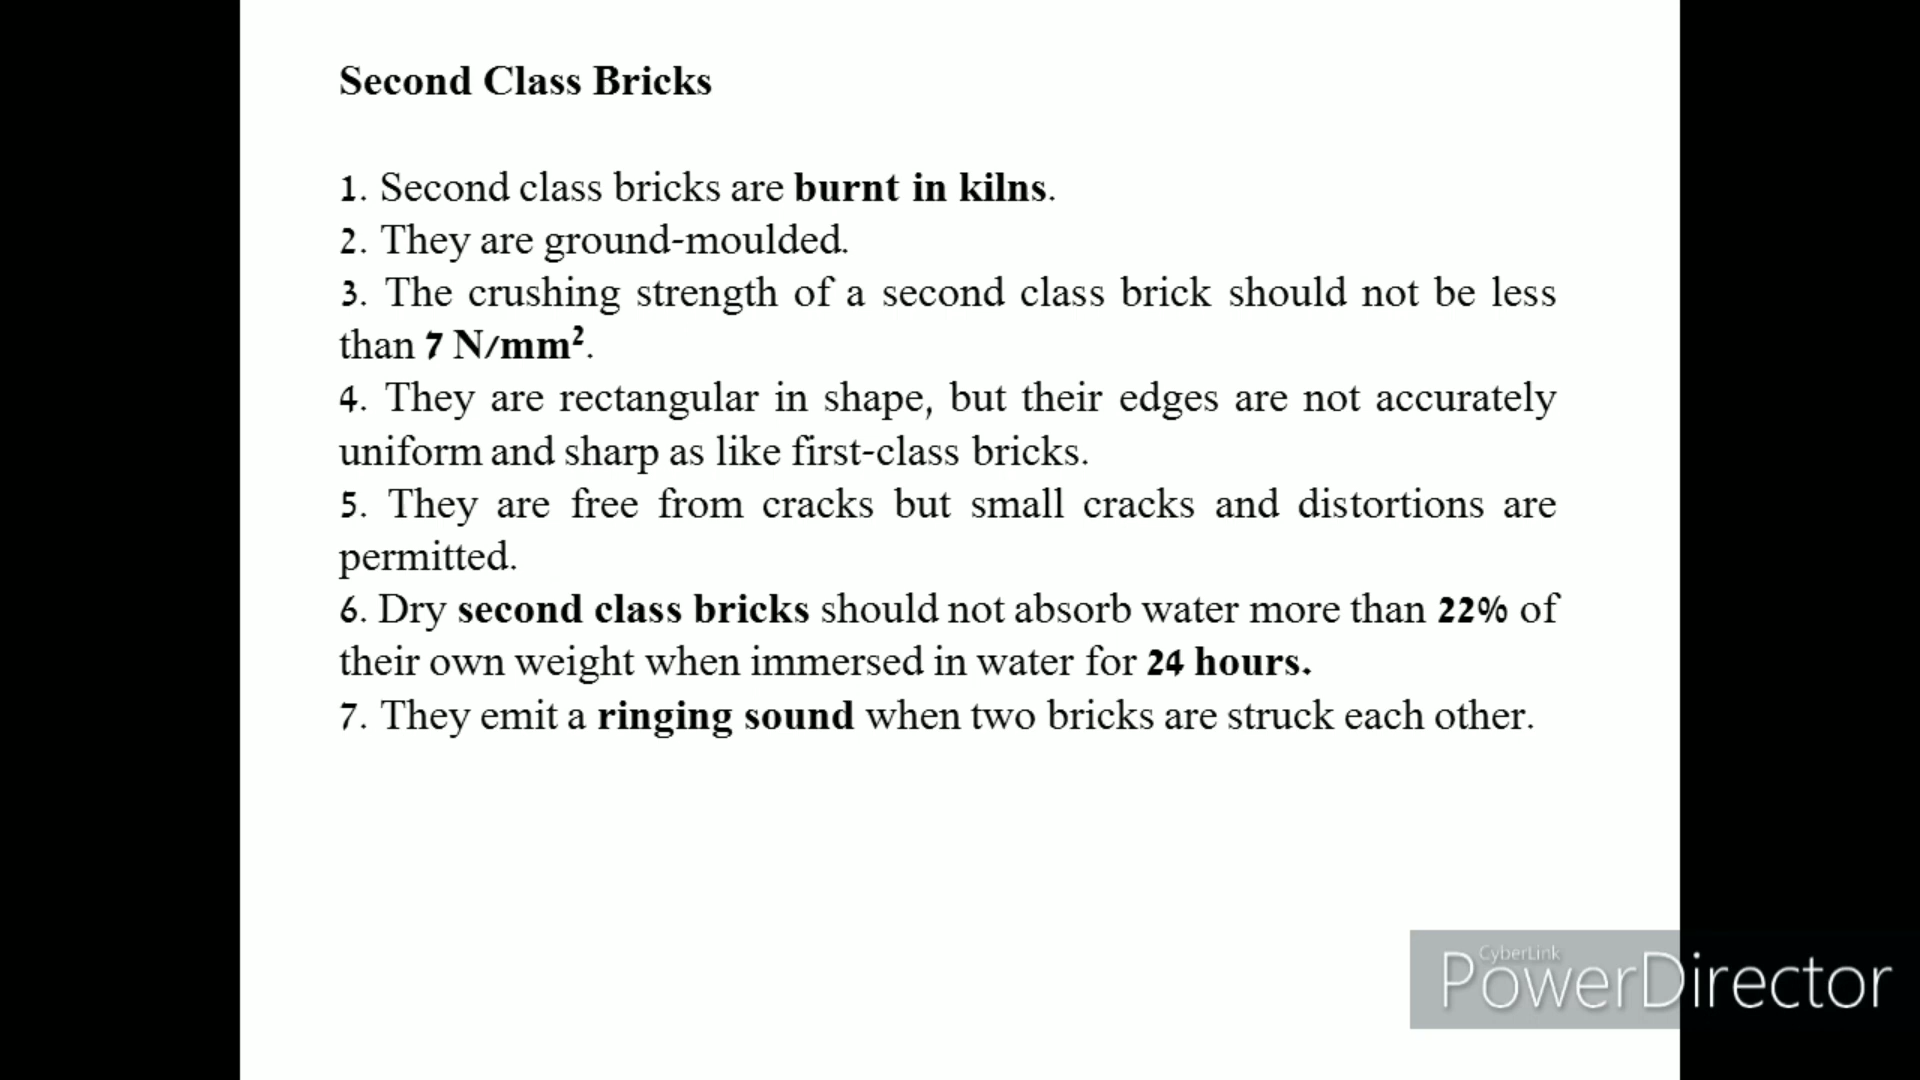 Second Class Bricks
1. Second class bricks are burnt in kilns.
2. They are ground-moulded.
3. The crushing strength of a second class brick should not be less
than 7 N/mm².
4. They are rectangular in shape, but their edges are not accurately
uniform and sharp as like first-class bricks.
5. They are free from cracks but small cracks and distortions are
permitted.
6. Dry second class bricks should not absorb water more than 22% of
their own weight when immersed in water for 24 hours.
7. They emit a ringing sound when two bricks are struck each other.
CyberLink
PowerDirector